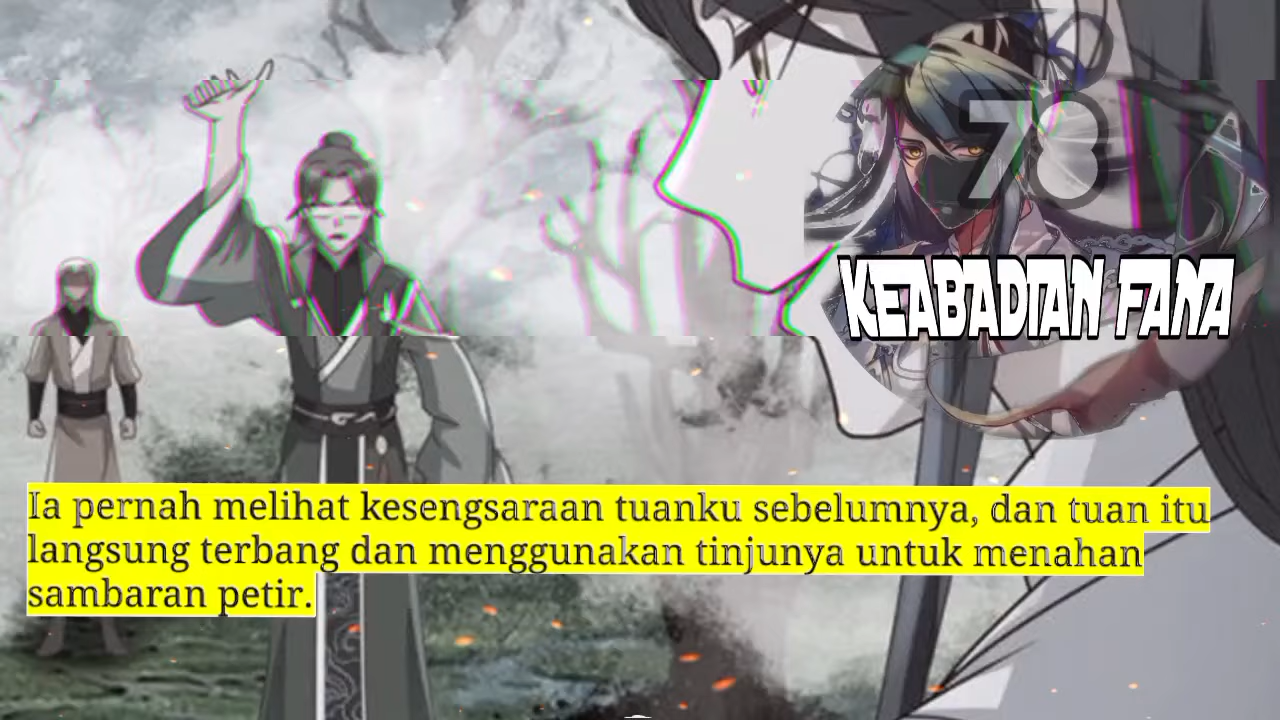 78
KEABADIAN FANA
Ia pernah melihat kesengsaraan tuanku sebelumnya, dan tuan itu
langsung terbang dan menggunakan tinjunya untuk menahan
sambaran petir.